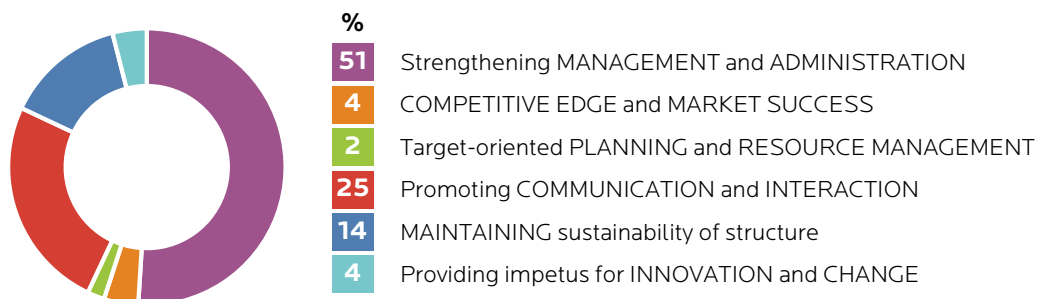 %
51 Strengthening MANAGEMENT and ADMINISTRATION
4 COMPETITIVE EDGE and MARKET SUCCESS
2 Target-oriented PLANNING and RESOURCE MANAGEMENT
25 Promoting COMMUNICATION and INTERACTION
14 MAINTAINING sustainability of structure
4 Providing impetus for INNOVATION and CHANGE